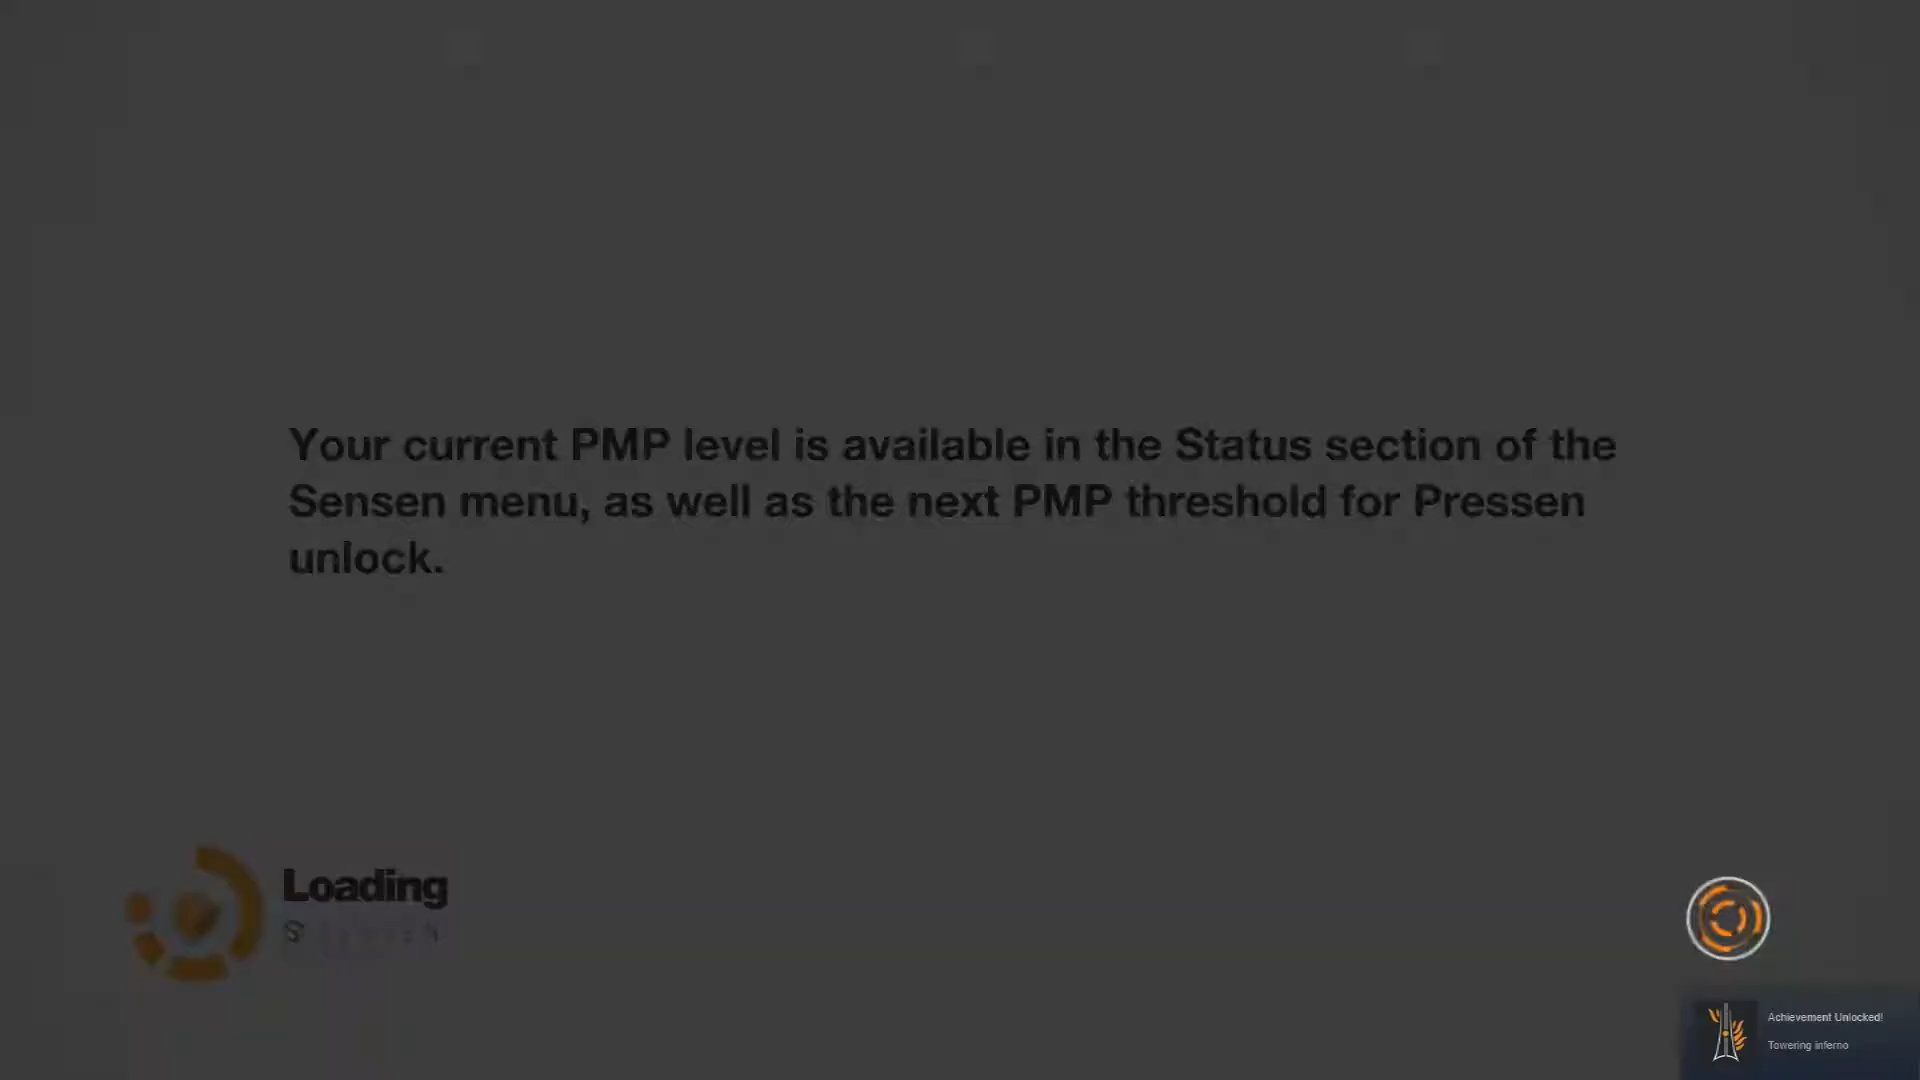 Your current PMP level is available in the Status section of the
Sensen menu, as well as the next PMP threshold for Pressen
unlock.
Loading
Achievement Unlocked!
Towering inferno